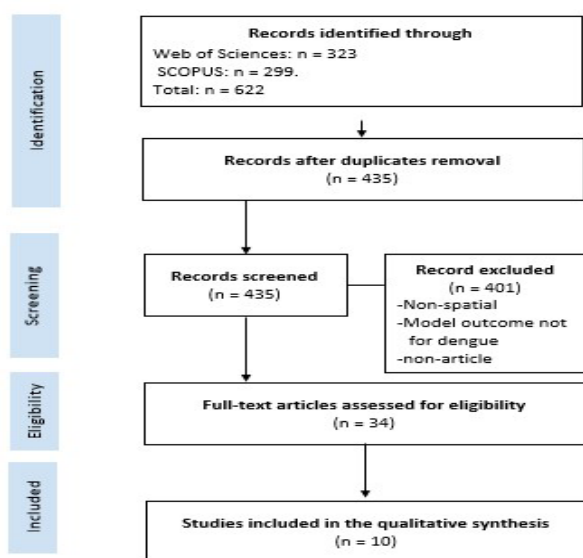 Identification
Records identified through
Web of Sciences: n = 323
SCOPUS: n = 299.
Total: n = 622
Records after duplicates removal
(n = 435)
Screening
Records screened
(n = 435)
Record excluded
(n = 401)
-Non-spatial
-Model outcome not
for dengue
-non-article
Eligibility
Full-text articles assessed for eligibility
(n = 34)
Included
Studies included in the qualitative synthesis
(n = 10)